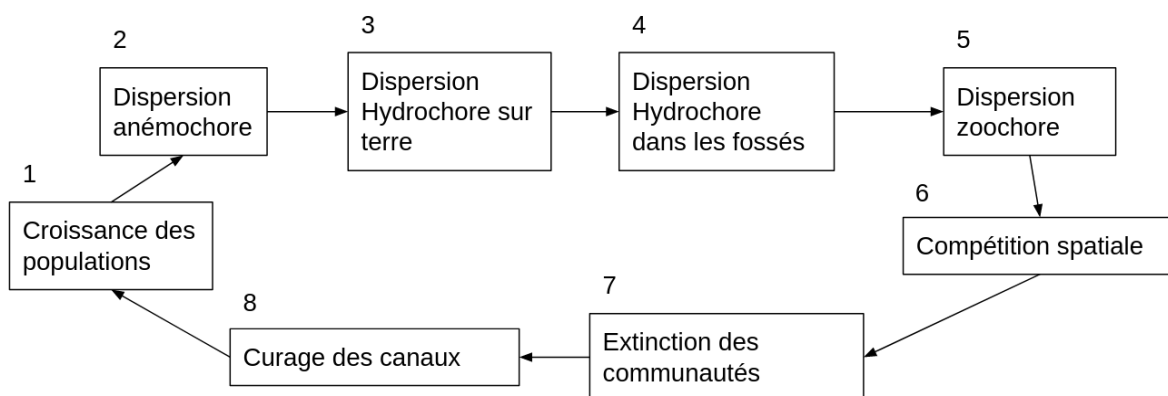 1
Croissance des
populations
2
Dispersion
anémochore
3
Dispersion
Hydrochore sur
terre
4
Dispersion
Hydrochore
dans les fossés
5
Dispersion
zoochore
6
Compétition spatiale
7
Extinction des
communautés
8
Curage des canaux